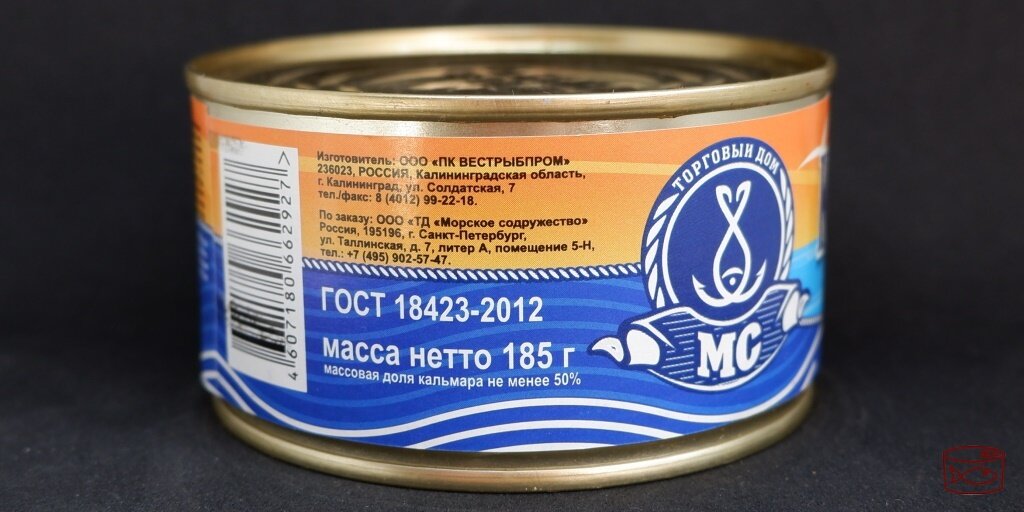 Изготовитель: ООО «ПК ВЕСТРЫБПРОМ»
236023, РОССИЯ, Калининградская область,
г. Калининград, ул. Солдатская, 7
тел./факс: 8 (4012) 99-22-18.
По заказу: ООО «ТД «Морское содружество»
Россия, 195196, г. Санкт-Петербург,
ул. Таллинская, д. 7, литер А, помещение 5-Н,
тел.: +7 (495) 902-57-47.
ГОСТ 18423-2012
масса нетто 185 г
массовая доля кальмара не менее 50%
4 607180 662927 >
ТОРГОВЫЙ ДОМ
МС